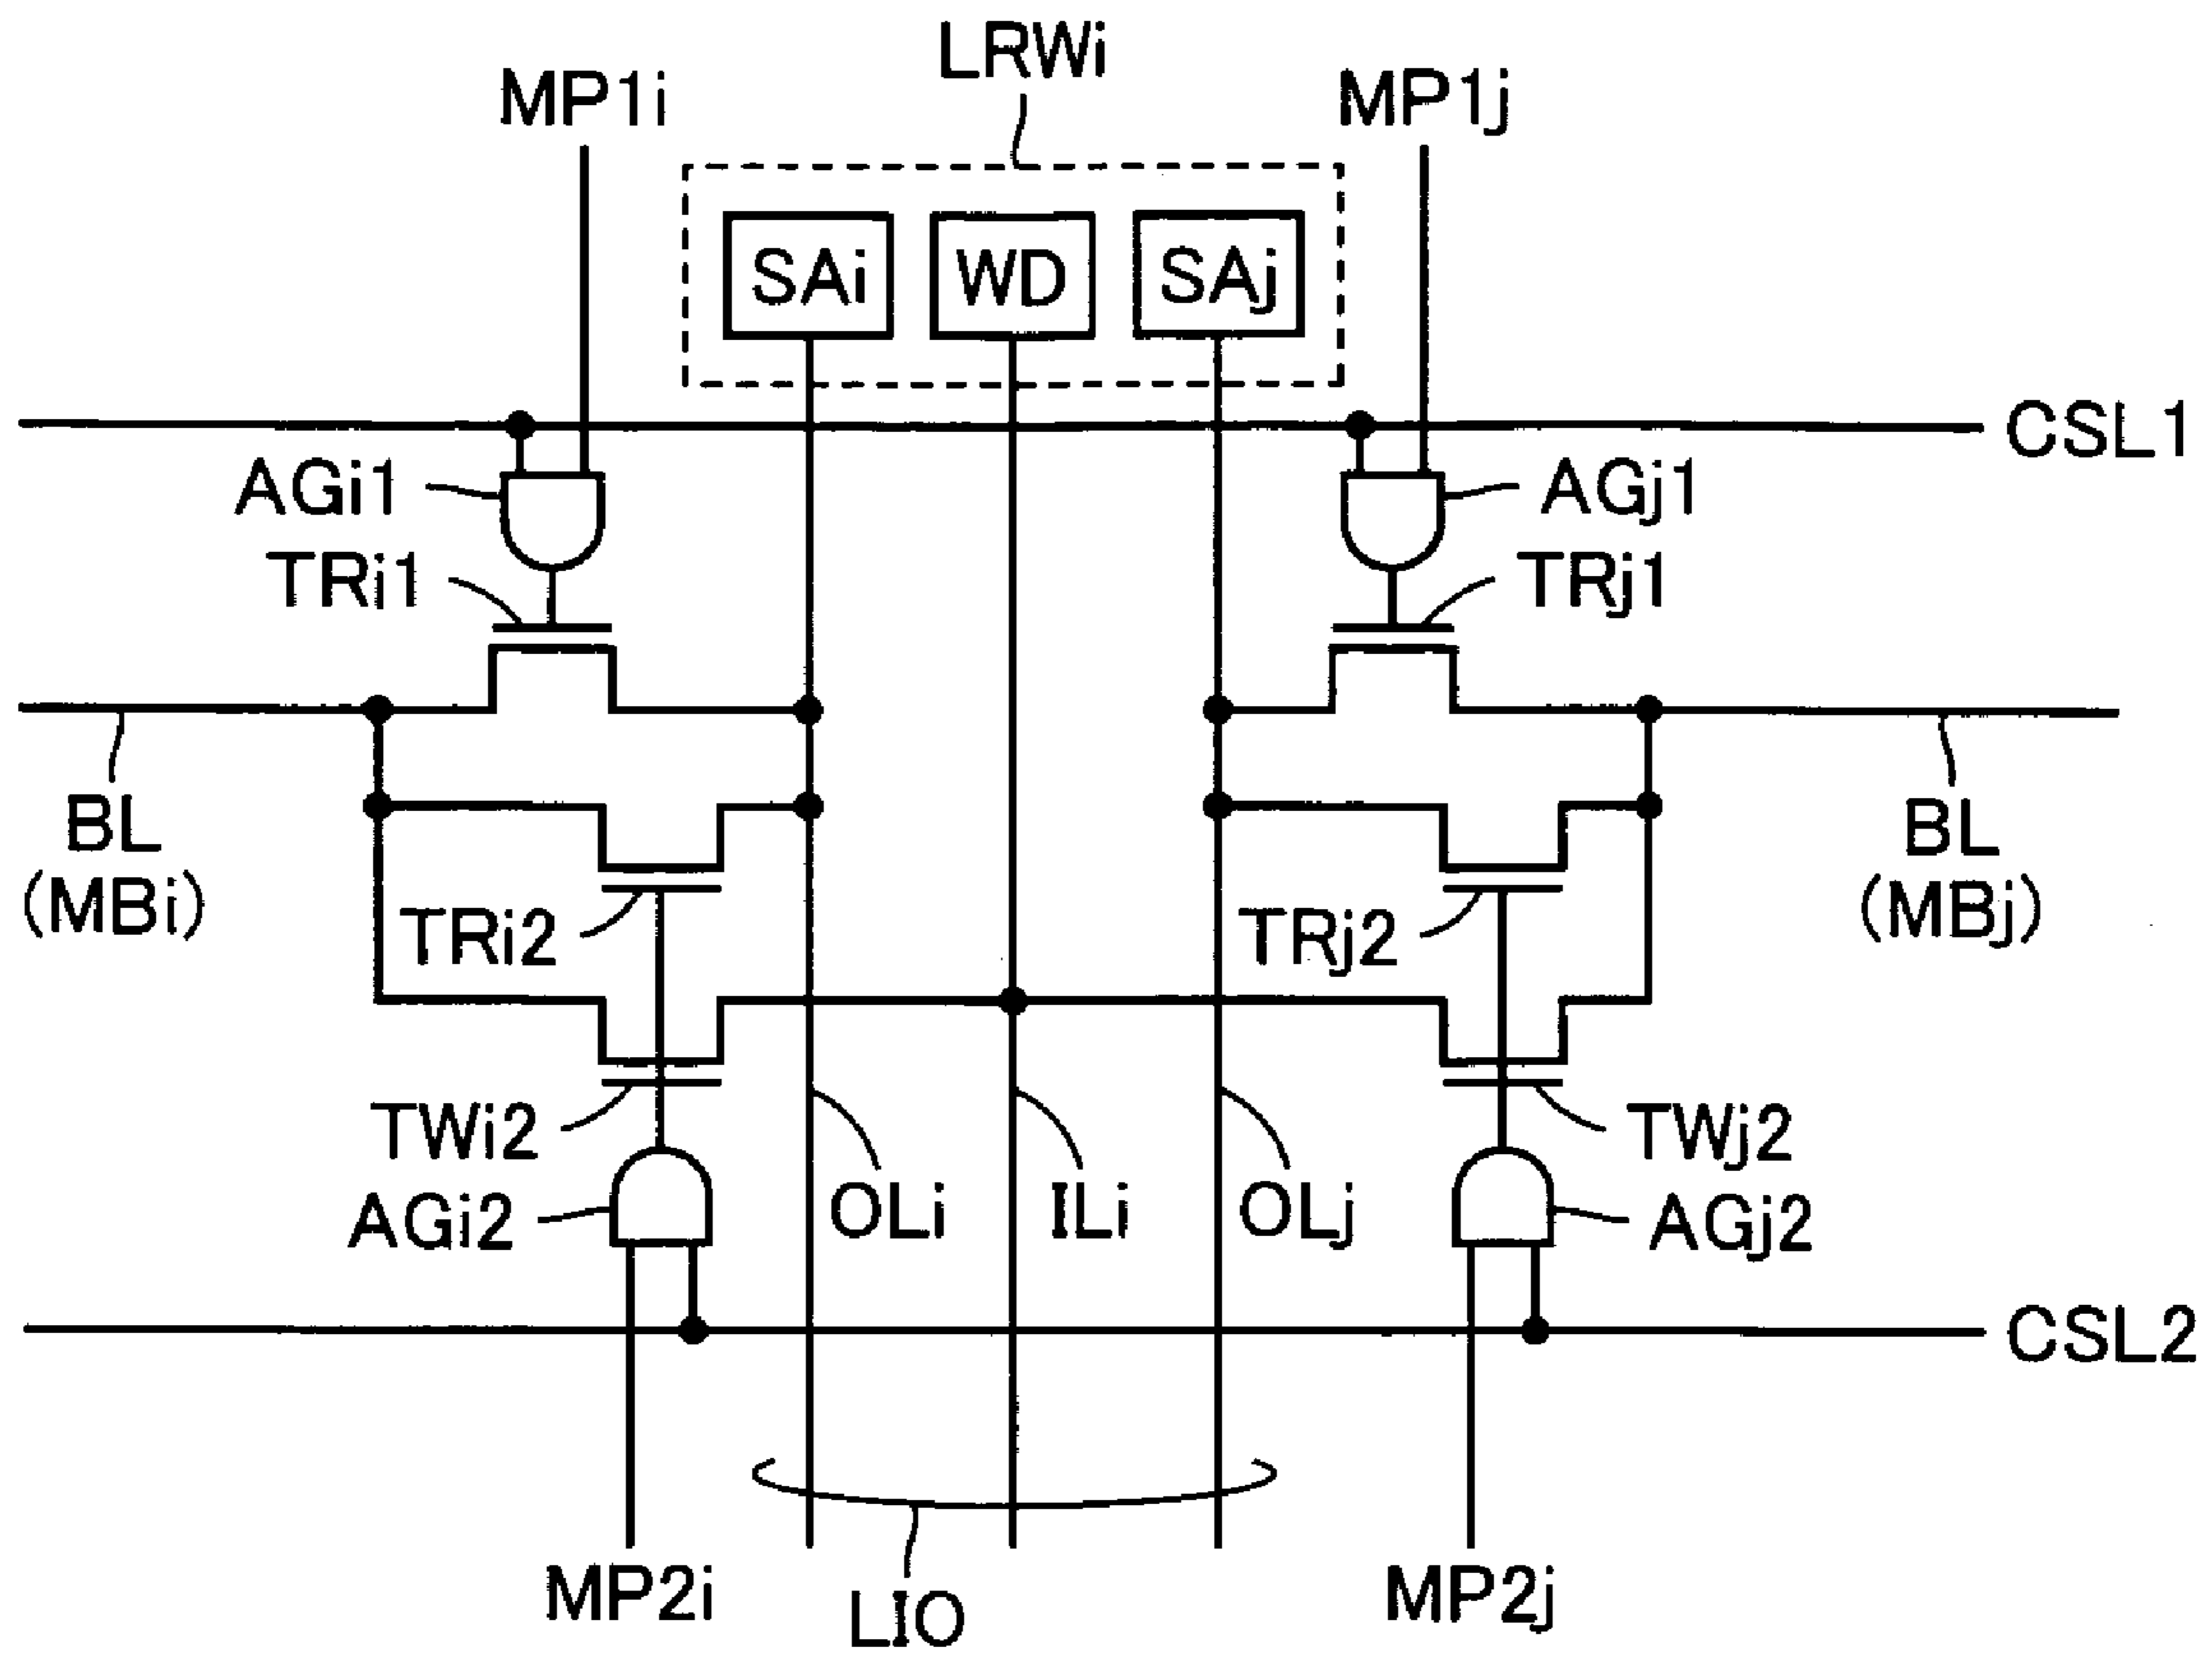 LRWi
MP1i
MP1j
SAi
WD
SAj
CSL1
AGi1
AGj1
TRi1
TRj1
BL
(MBi)
BL
(MBj)
TRi2
TRj2
TWi2
TWj2
OLi
ILi
OLj
AGi2
AGj2
CSL2
MP2i
LIO
MP2j